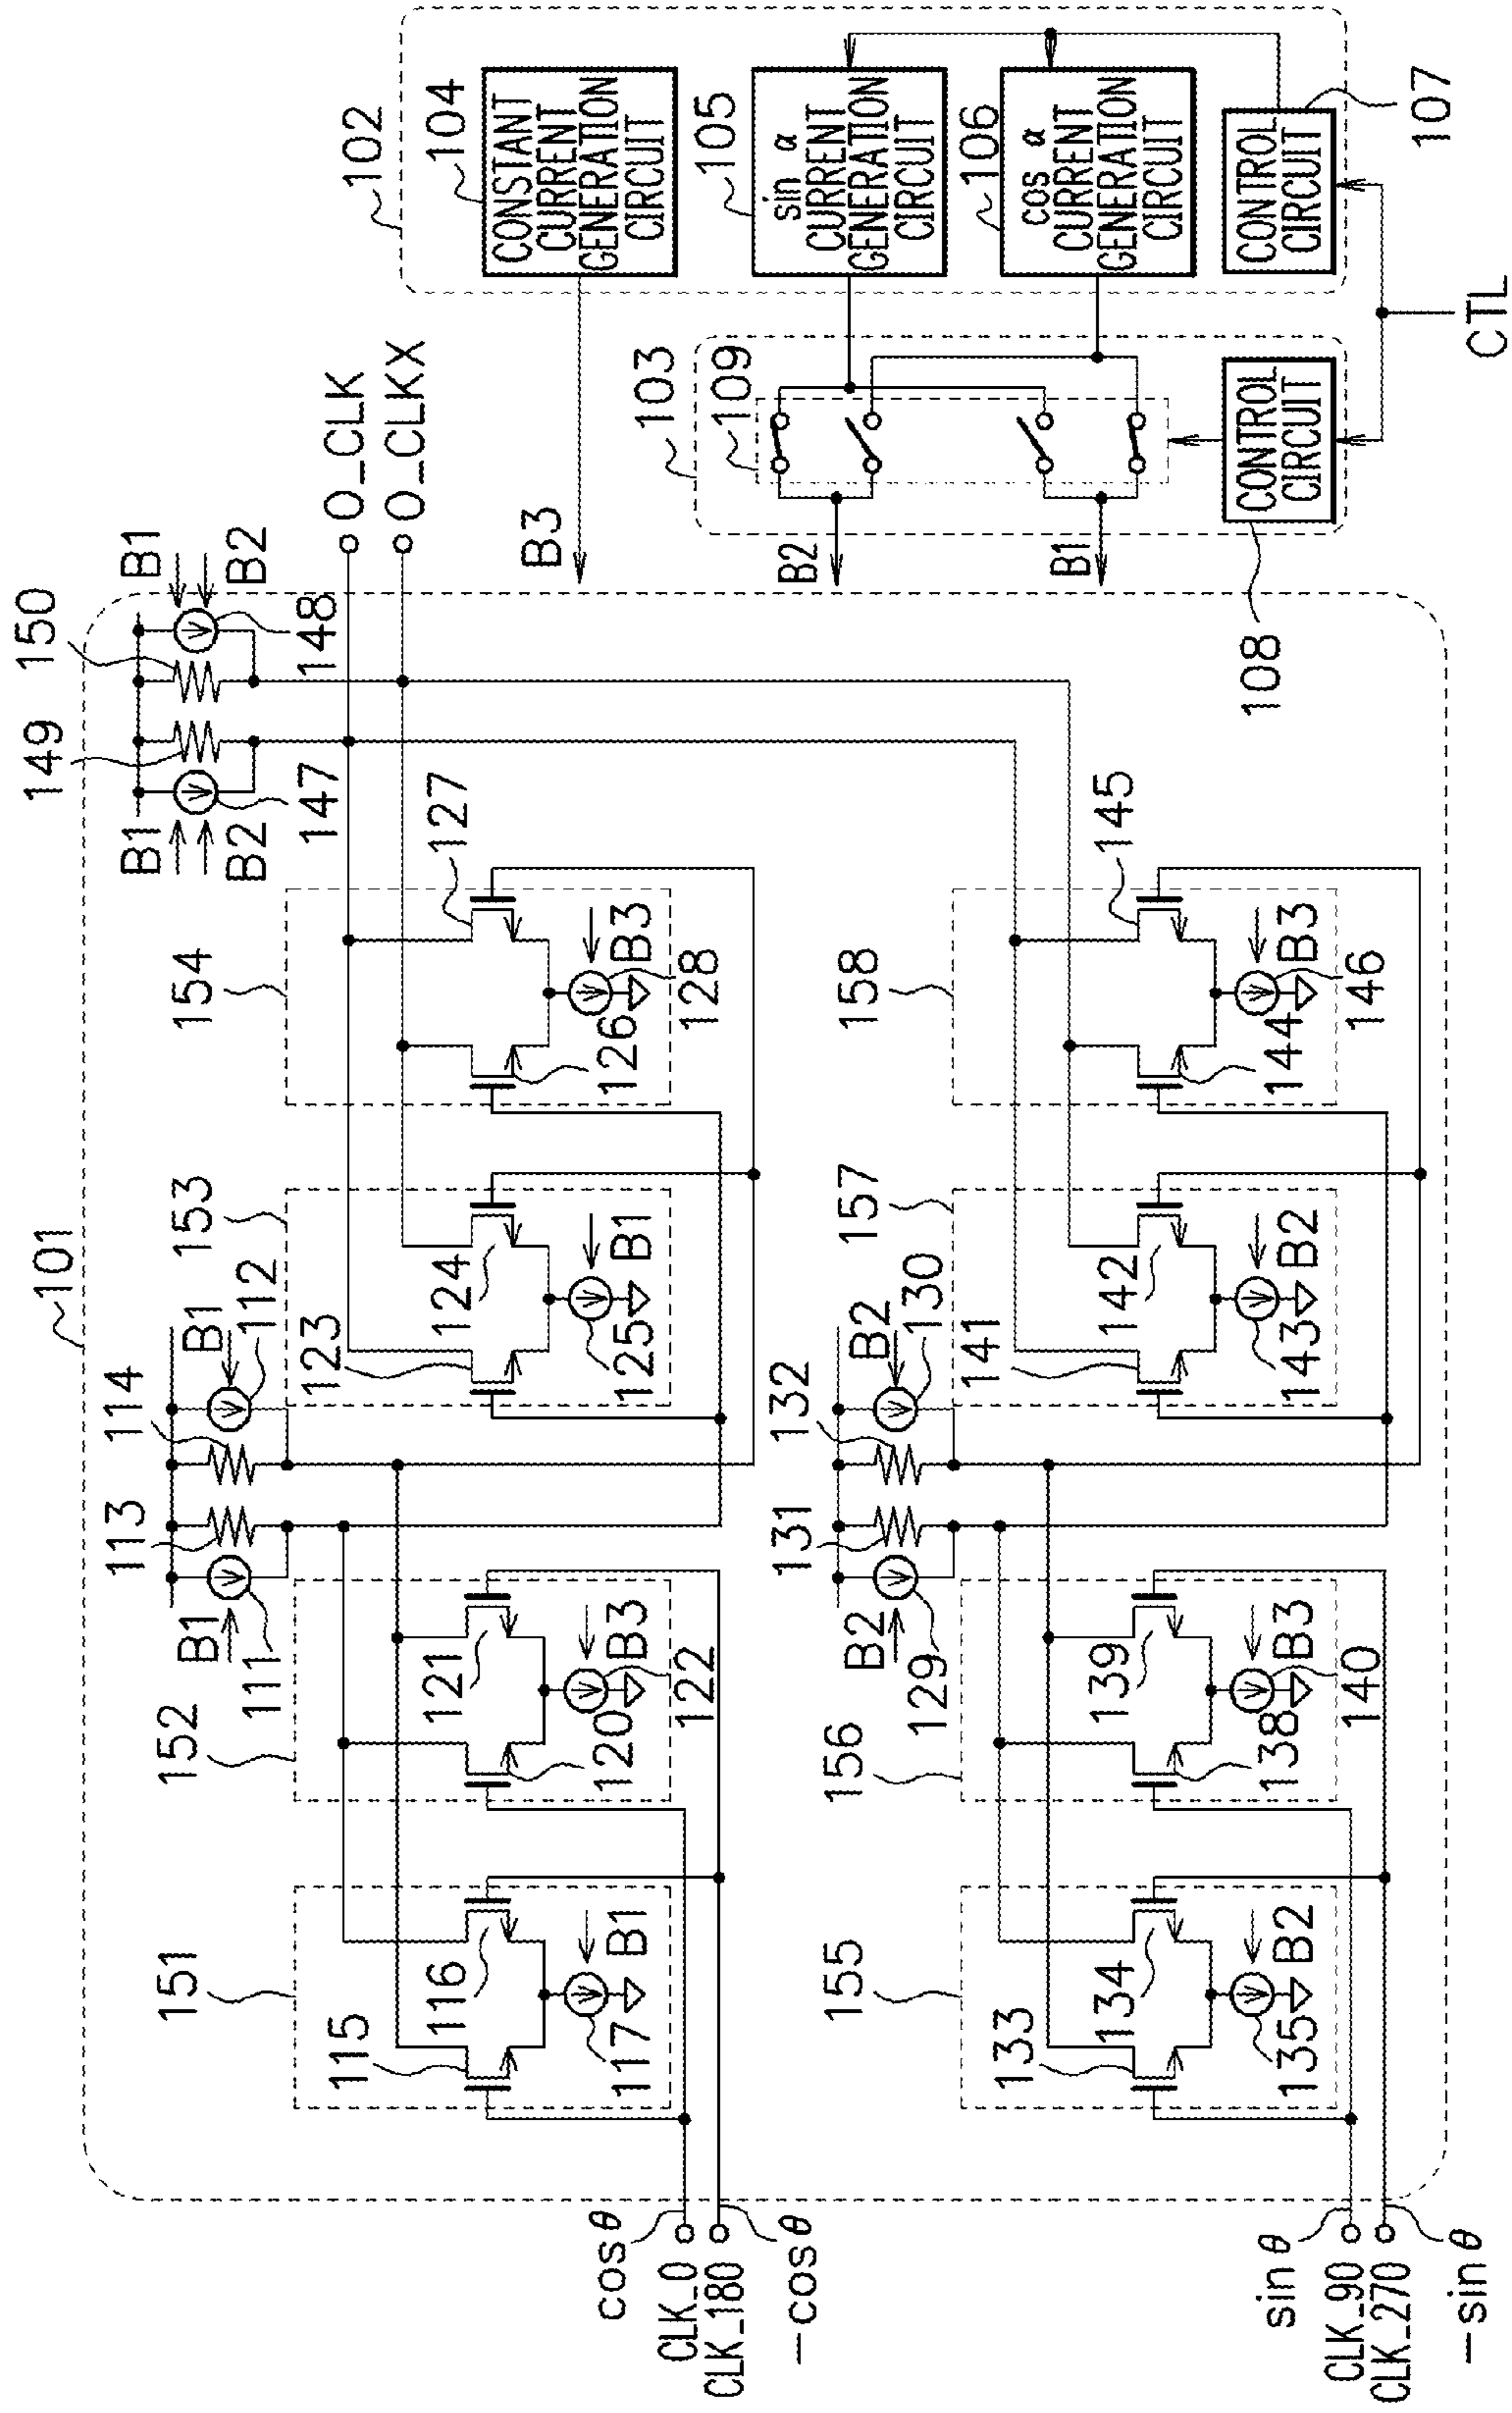 101
102
104
CONSTANT
CURRENT
GENERATION
CIRCUIT
105
sin α
CURRENT
GENERATION
CIRCUIT
106
cos α
CURRENT
GENERATION
CIRCUIT
CONTROL
CIRCUIT
107
103
109
CONTROL
CIRCUIT
108
CTL
B3
B2
B1
O_CLK
O_CLKX
150
B1
B2
148
149
B1
B2
147
154
127
B3
126
128
153
123
124
B1
125
114
B1
112
113
B1
111
152
121
B3
120
122
151
115
116
B1
117
158
145
B3
144
146
157
141
142
B2
143
132
B2
130
131
B2
129
156
139
B3
138
140
155
133
134
B2
135
cosθ
CLK_0
CLK_180
−cosθ
sinθ
CLK_90
CLK_270
−sinθ